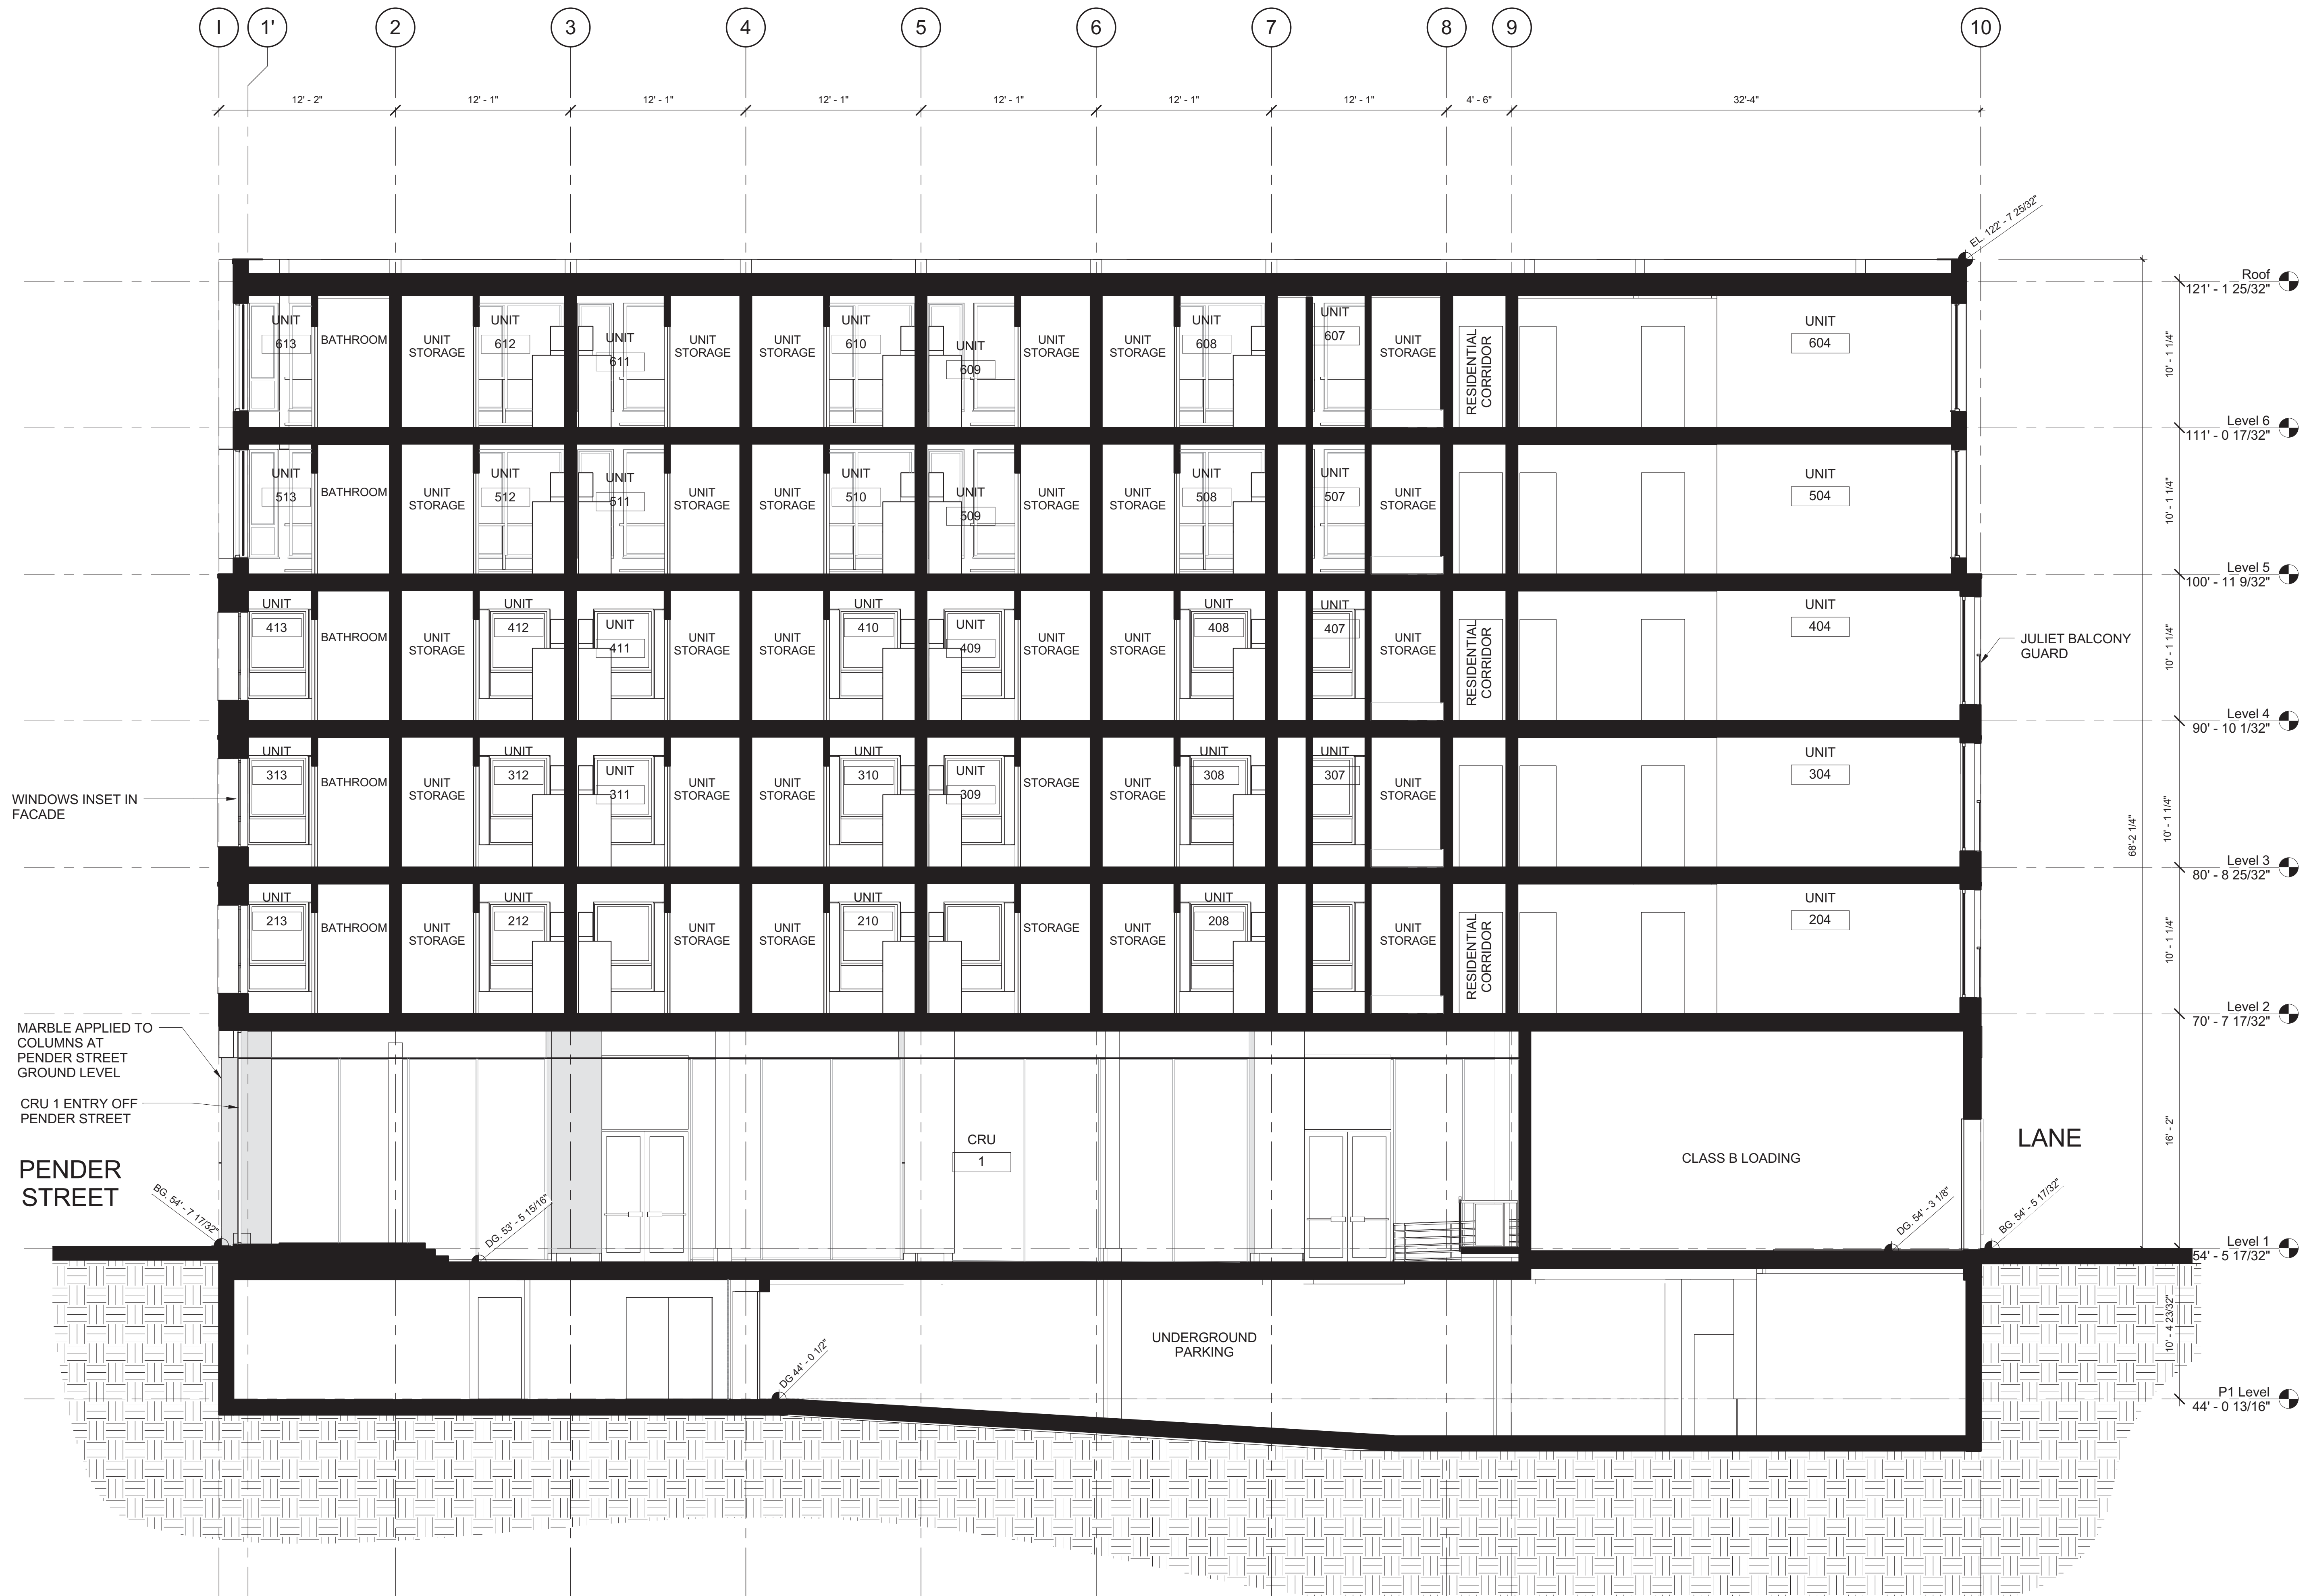 I 1' 2 3 4 5 6 7 8 9 10
12' - 2" 12' - 1" 12' - 1" 12' - 1" 12' - 1" 12' - 1" 12' - 1" 4' - 6" 32'-4"
EL. 122' - 7 25/32"
Roof
121' - 1 25/32"
UNIT
613
BATHROOM
UNIT
STORAGE
UNIT
612
UNIT
611
UNIT
STORAGE
UNIT
STORAGE
UNIT
610
UNIT
609
UNIT
STORAGE
UNIT
STORAGE
UNIT
608
UNIT
607
UNIT
STORAGE
RESIDENTIAL
CORRIDOR
UNIT
604
10' - 1 1/4"
Level 6
111' - 0 17/32"
UNIT
513
BATHROOM
UNIT
STORAGE
UNIT
512
UNIT
511
UNIT
STORAGE
UNIT
STORAGE
UNIT
510
UNIT
509
UNIT
STORAGE
UNIT
STORAGE
UNIT
508
UNIT
507
UNIT
STORAGE
UNIT
504
10' - 1 1/4"
Level 5
100' - 11 9/32"
UNIT
413
BATHROOM
UNIT
STORAGE
UNIT
412
UNIT
411
UNIT
STORAGE
UNIT
STORAGE
UNIT
410
UNIT
409
UNIT
STORAGE
UNIT
STORAGE
UNIT
408
UNIT
407
UNIT
STORAGE
RESIDENTIAL
CORRIDOR
UNIT
404
JULIET BALCONY
GUARD
10' - 1 1/4"
Level 4
90' - 10 1/32"
WINDOWS INSET IN
FACADE
UNIT
313
BATHROOM
UNIT
STORAGE
UNIT
312
UNIT
311
UNIT
STORAGE
UNIT
STORAGE
UNIT
310
UNIT
309
STORAGE
UNIT
STORAGE
UNIT
308
UNIT
307
UNIT
STORAGE
UNIT
304
68'-2 1/4"
10' - 1 1/4"
Level 3
80' - 8 25/32"
UNIT
213
BATHROOM
UNIT
STORAGE
UNIT
212
UNIT
STORAGE
UNIT
STORAGE
UNIT
210
STORAGE
UNIT
STORAGE
UNIT
208
UNIT
STORAGE
RESIDENTIAL
CORRIDOR
UNIT
204
10' - 1 1/4"
Level 2
70' - 7 17/32"
MARBLE APPLIED TO
COLUMNS AT
PENDER STREET
GROUND LEVEL
CRU 1 ENTRY OFF
PENDER STREET
PENDER
STREET
BG. 54' - 7 17/32"
DG. 53' - 5 15/16"
CRU
1
CLASS B LOADING
DG. 54' - 3 1/8"
BG. 54' - 5 17/32"
LANE
16' - 2"
Level 1
54' - 5 17/32"
DG 44' - 0 1/2"
UNDERGROUND
PARKING
10' - 4 23/32"
P1 Level
44' - 0 13/16"